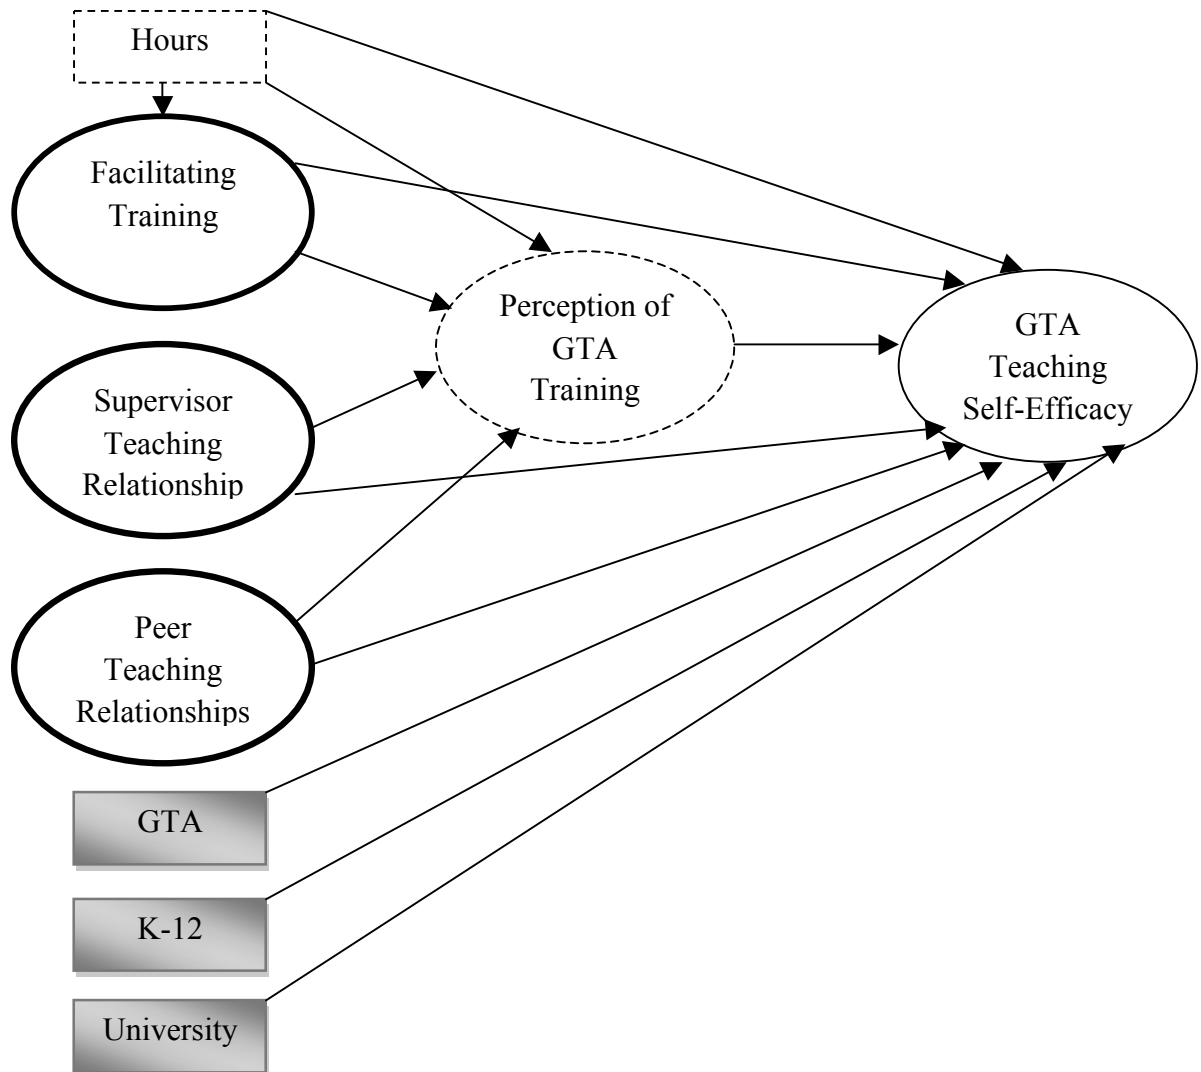 Hours
Facilitating
Training
Perception of
GTA
Training
GTA
Teaching
Self-Efficacy
Supervisor
Teaching
Relationship
Peer
Teaching
Relationships
GTA
K-12
University